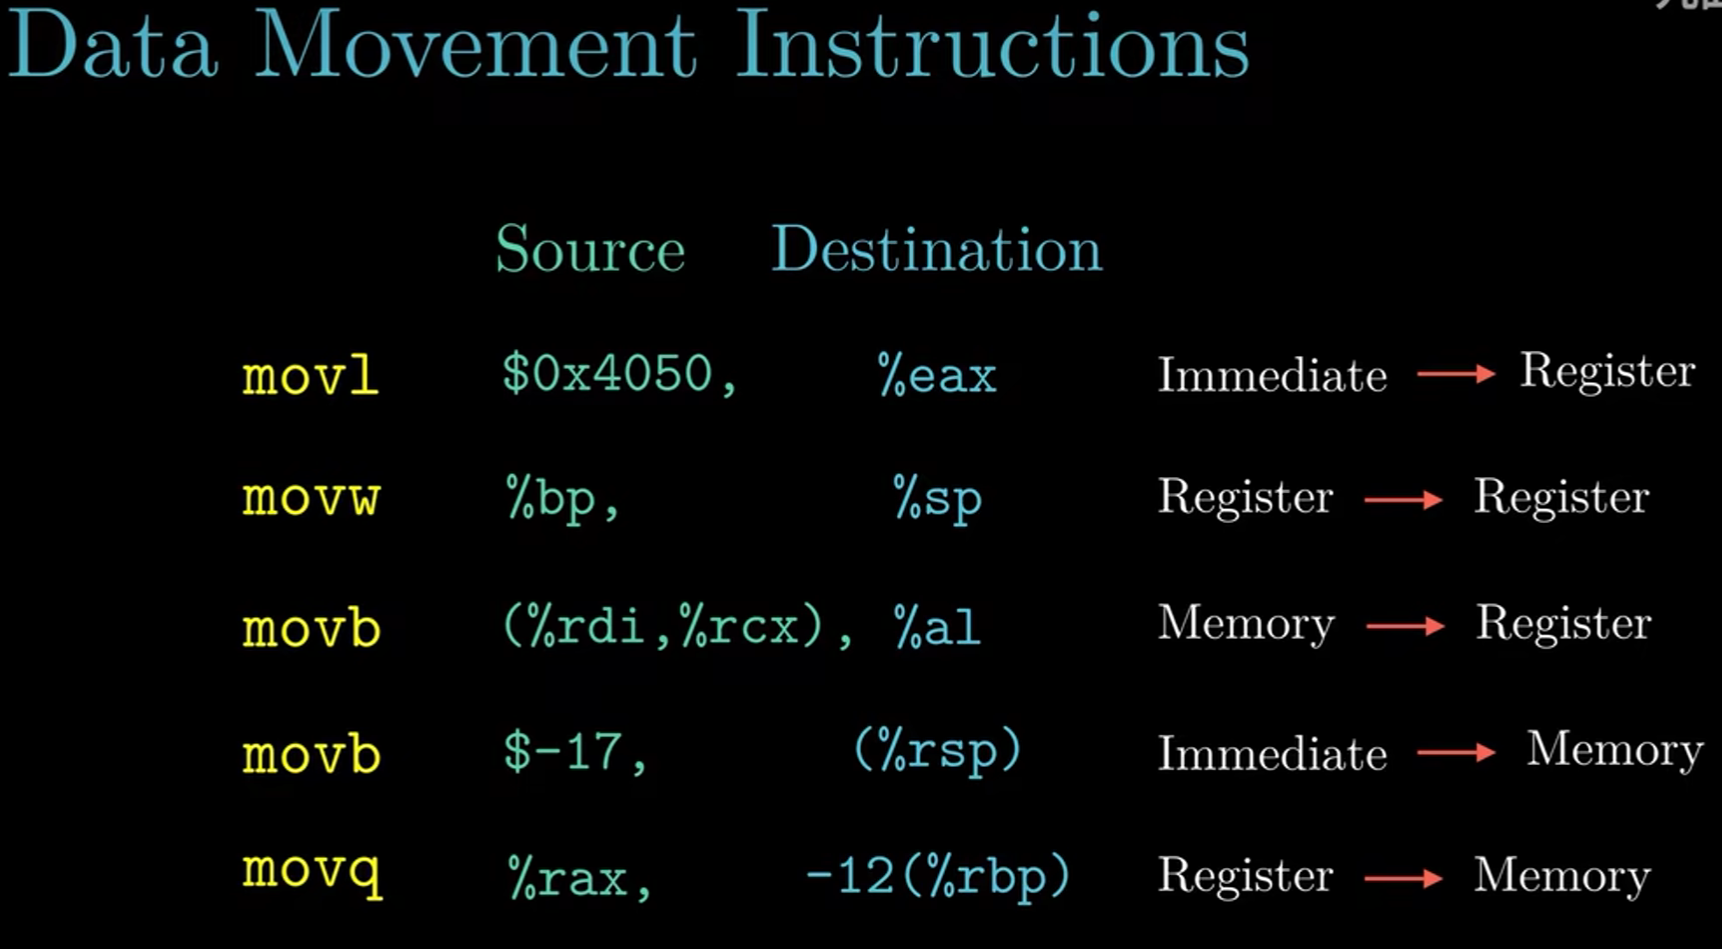 Data Movement Instructions
Source Destination
movl $0x4050, %eax Immediate → Register
movw %bp, %sp Register → Register
movb (%rdi,%rcx), %al Memory → Register
movb $-17, (%rsp) Immediate → Memory
movq %rax, -12(%rbp) Register → Memory